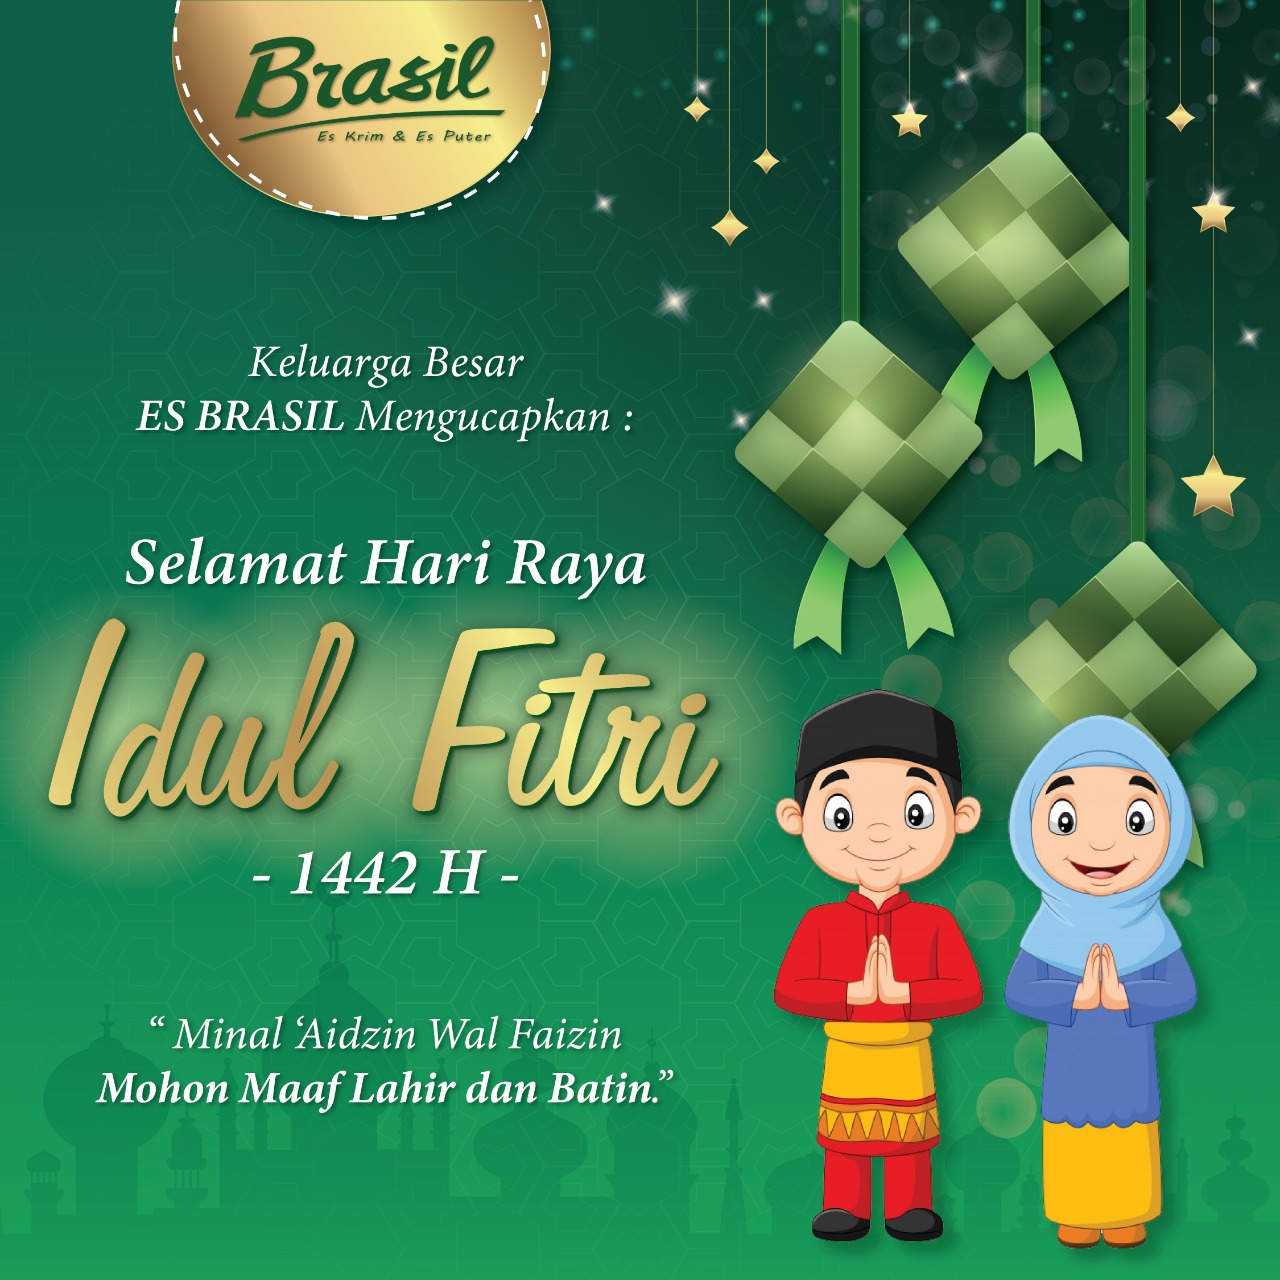 Brasil
Es Krim & Es Puter
Keluarga Besar
ES BRASIL Mengucapkan :
Selamat Hari Raya
Idul Fitri
- 1442 H -
“ Minal ‘Aidzin Wal Faizin
Mohon Maaf Lahir dan Batin.”